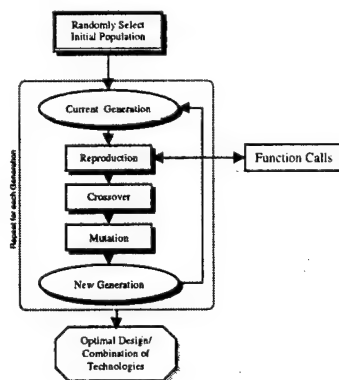 Randomly Select
Initial Population
Current Generation
Reproduction
Function Calls
Crossover
Mutation
New Generation
Repeat for each Generation
Optimal Design/
Combination of
Technologies